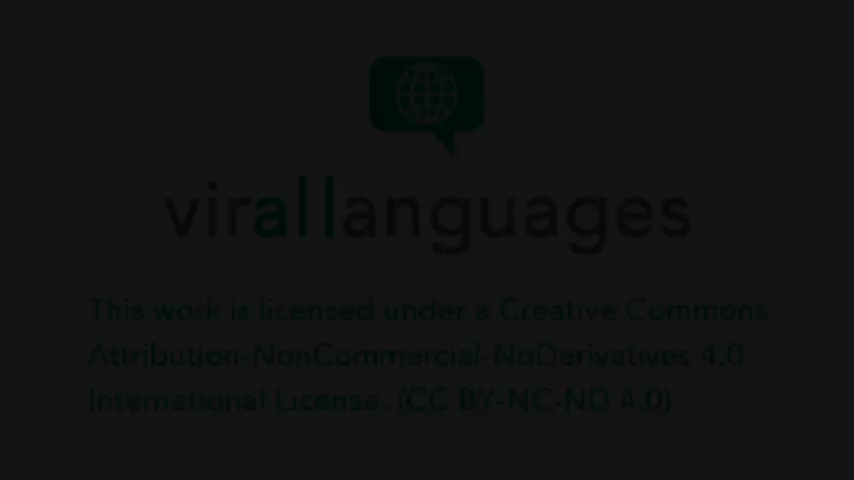 virallanguages
This work is licensed under a Creative Commons
Attribution-NonCommercial-NoDerivatives 4.0
International License. (CC BY-NC-ND 4.0)